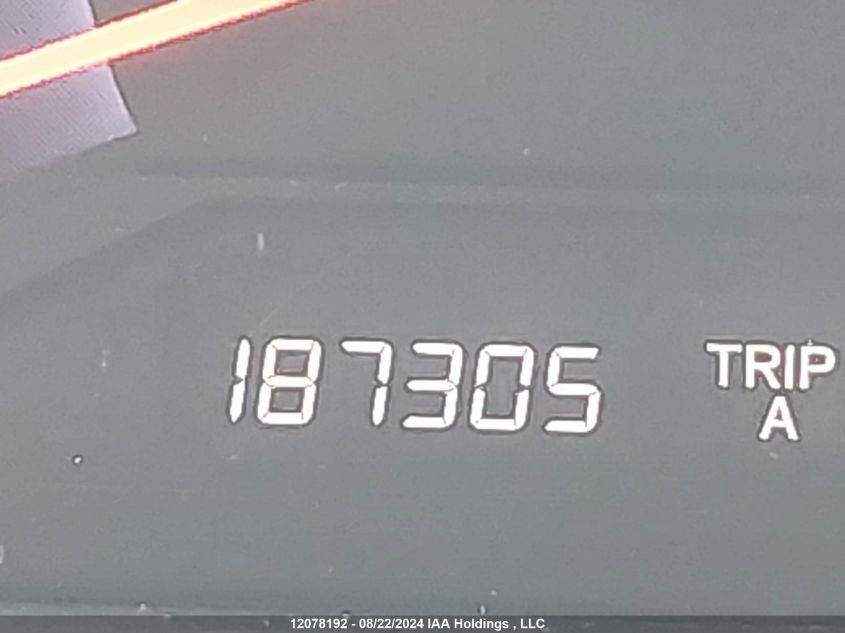 187305 TRIP
A
12078192 - 08/22/2024 IAA Holdings , LLC